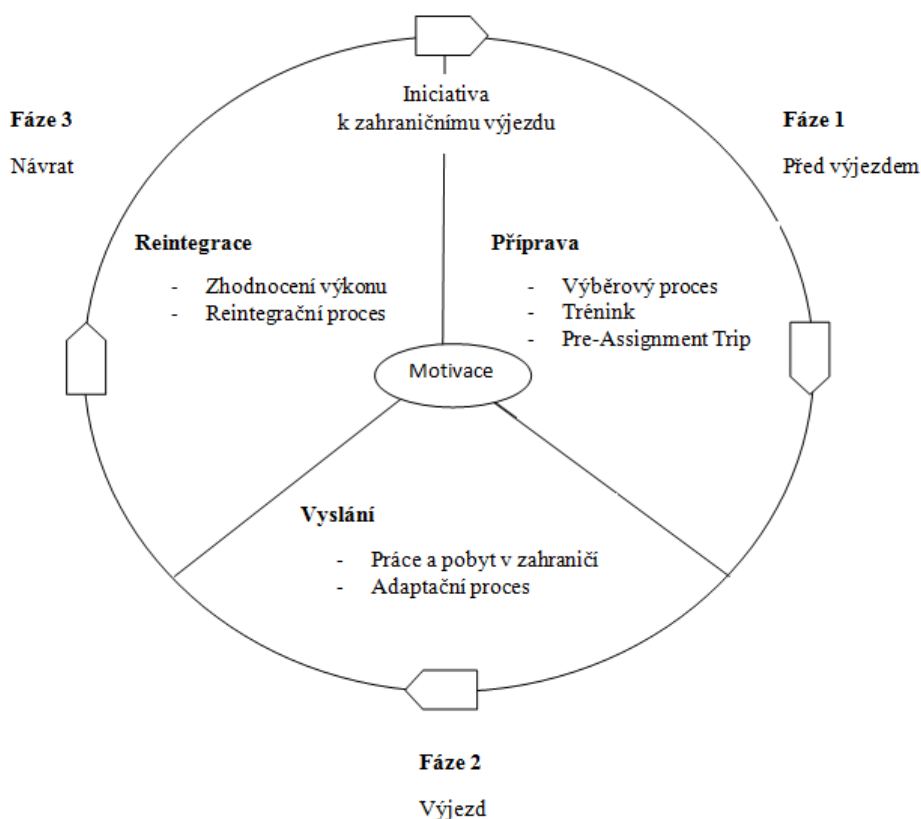 Iniciativa
k zahraničnímu výjezdu
Fáze 3
Návrat
Fáze 1
Před výjezdem
Reintegrace
- Zhodnocení výkonu
- Reintegrační proces
Příprava
- Výběrový proces
- Trénink
- Pre-Assignment Trip
Motivace
Vyslání
- Práce a pobyt v zahraničí
- Adaptační proces
Fáze 2
Výjezd